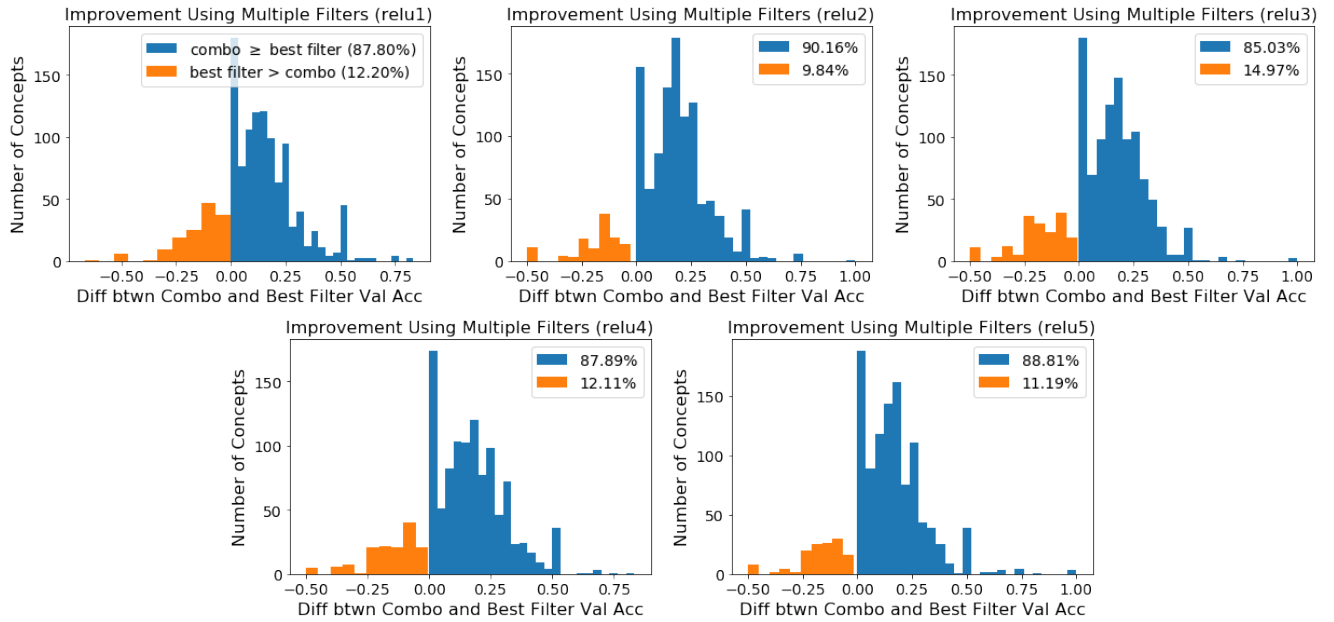 Improvement Using Multiple Filters (relu1)
combo ≥ best filter (87.80%)
best filter > combo (12.20%)
Number of Concepts
150
100
50
0
−0.50 −0.25 0.00 0.25 0.50 0.75
Diff btwn Combo and Best Filter Val Acc
Improvement Using Multiple Filters (relu2)
90.16%
9.84%
Number of Concepts
150
100
50
0
−0.50 −0.25 0.00 0.25 0.50 0.75 1.00
Diff btwn Combo and Best Filter Val Acc
Improvement Using Multiple Filters (relu3)
85.03%
14.97%
Number of Concepts
150
100
50
0
−0.50 −0.25 0.00 0.25 0.50 0.75 1.00
Diff btwn Combo and Best Filter Val Acc
Improvement Using Multiple Filters (relu4)
87.89%
12.11%
Number of Concepts
150
100
50
0
−0.50 −0.25 0.00 0.25 0.50 0.75
Diff btwn Combo and Best Filter Val Acc
Improvement Using Multiple Filters (relu5)
88.81%
11.19%
Number of Concepts
150
100
50
0
−0.50 −0.25 0.00 0.25 0.50 0.75 1.00
Diff btwn Combo and Best Filter Val Acc